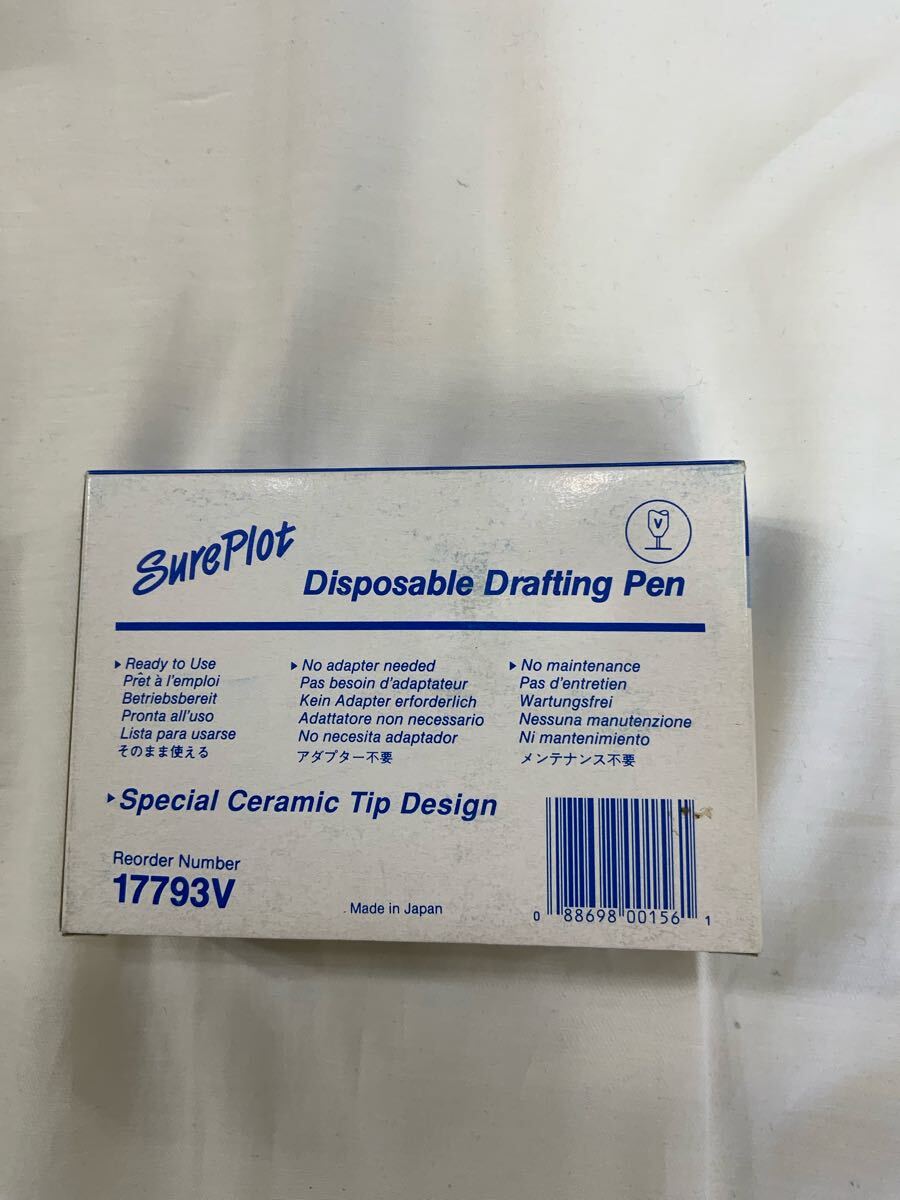 SurePlot
V
Disposable Drafting Pen
▸ Ready to Use
Prêt à l'emploi
Betriebsbereit
Pronta all'uso
Lista para usarse
そのまま使える
▸ No adapter needed
Pas besoin d'adaptateur
Kein Adapter erforderlich
Adattatore non necessario
No necesita adaptador
アダプター不要
▸ No maintenance
Pas d'entretien
Wartungsfrei
Nessuna manutenzione
Ni mantenimiento
メンテナンス不要
▸ Special Ceramic Tip Design
Reorder Number
17793V
Made in Japan
0 88698 00156 1